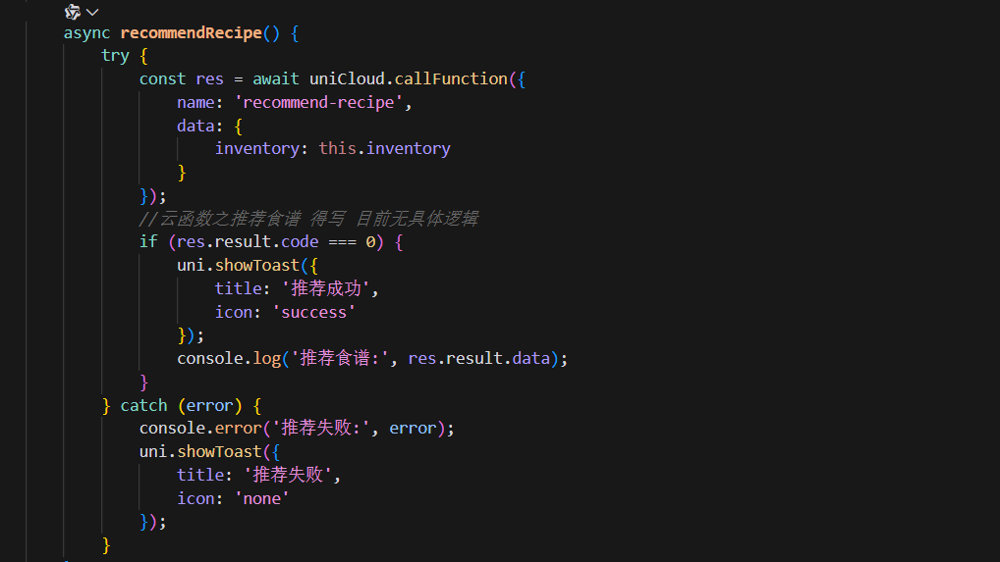 async recommendRecipe() {
try {
const res = await uniCloud.callFunction({
name: 'recommend-recipe',
data: {
inventory: this.inventory
}
});
//云函数之推荐食谱 得写 目前无具体逻辑
if (res.result.code === 0) {
uni.showToast({
title: '推荐成功',
icon: 'success'
});
console.log('推荐食谱:', res.result.data);
}
} catch (error) {
console.error('推荐失败:', error);
uni.showToast({
title: '推荐失败',
icon: 'none'
});
}